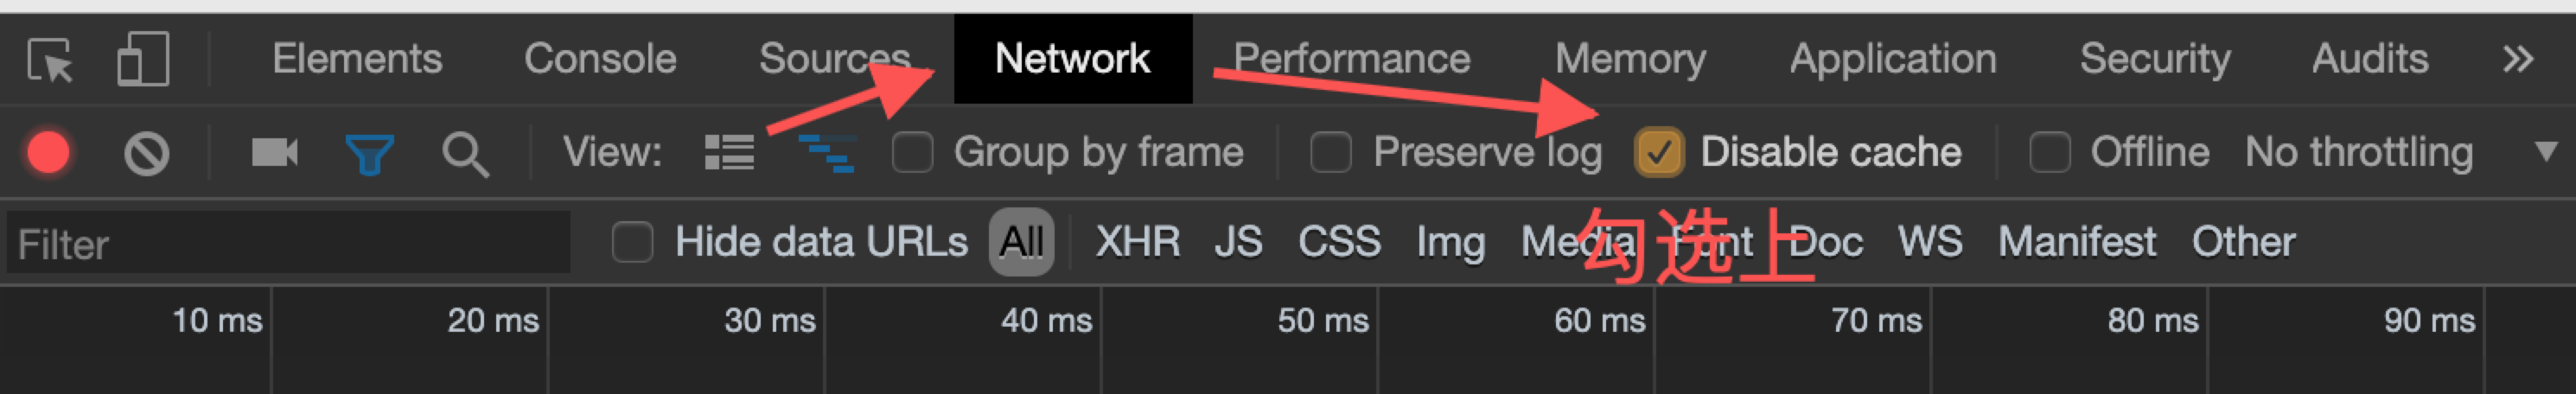 Elements Console Sources Network Performance Memory Application Security Audits
View: Group by frame Preserve log Disable cache Offline No throttling
Filter Hide data URLs All XHR JS CSS Img Media Font Doc WS Manifest Other
勾选上
10 ms 20 ms 30 ms 40 ms 50 ms 60 ms 70 ms 80 ms 90 ms